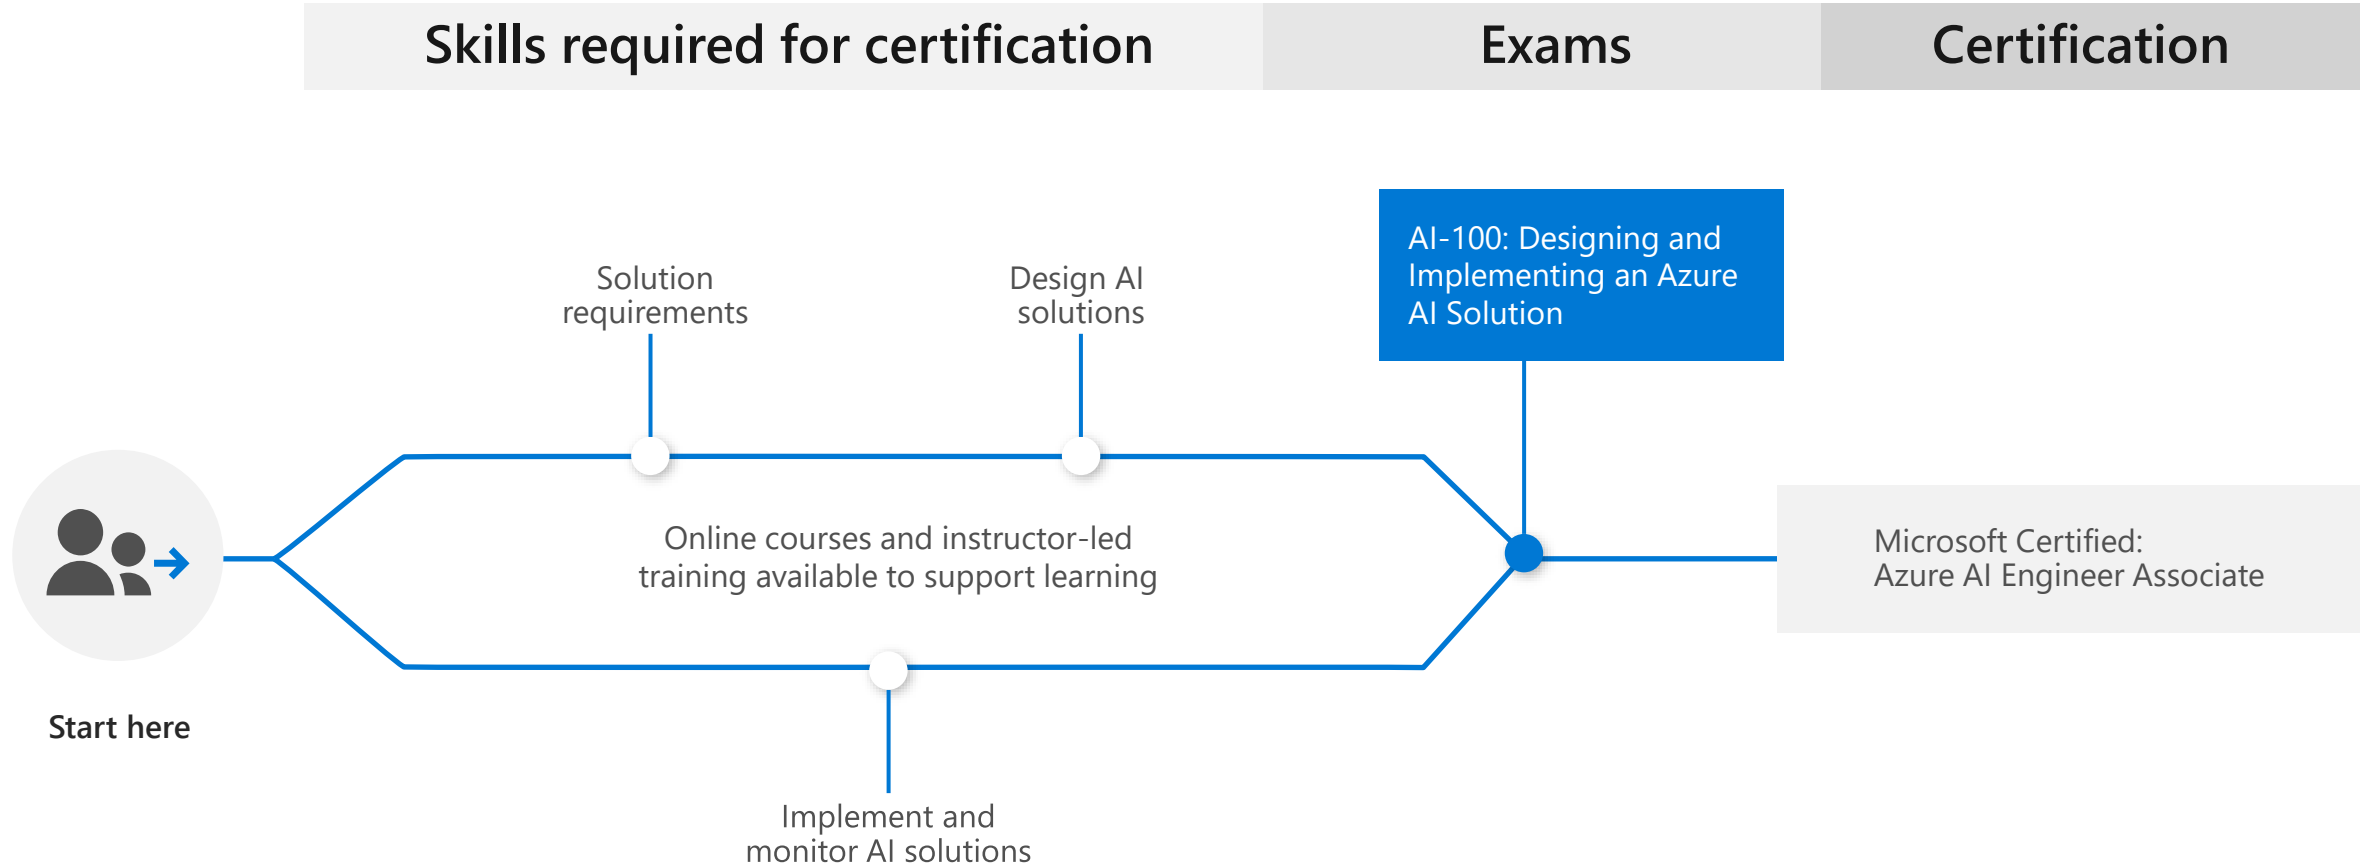 Skills required for certification
Exams
Certification
Solution
requirements
Design AI
solutions
AI-100: Designing and
Implementing an Azure
AI Solution
Online courses and instructor-led
training available to support learning
Microsoft Certified:
Azure AI Engineer Associate
Start here
Implement and
monitor AI solutions